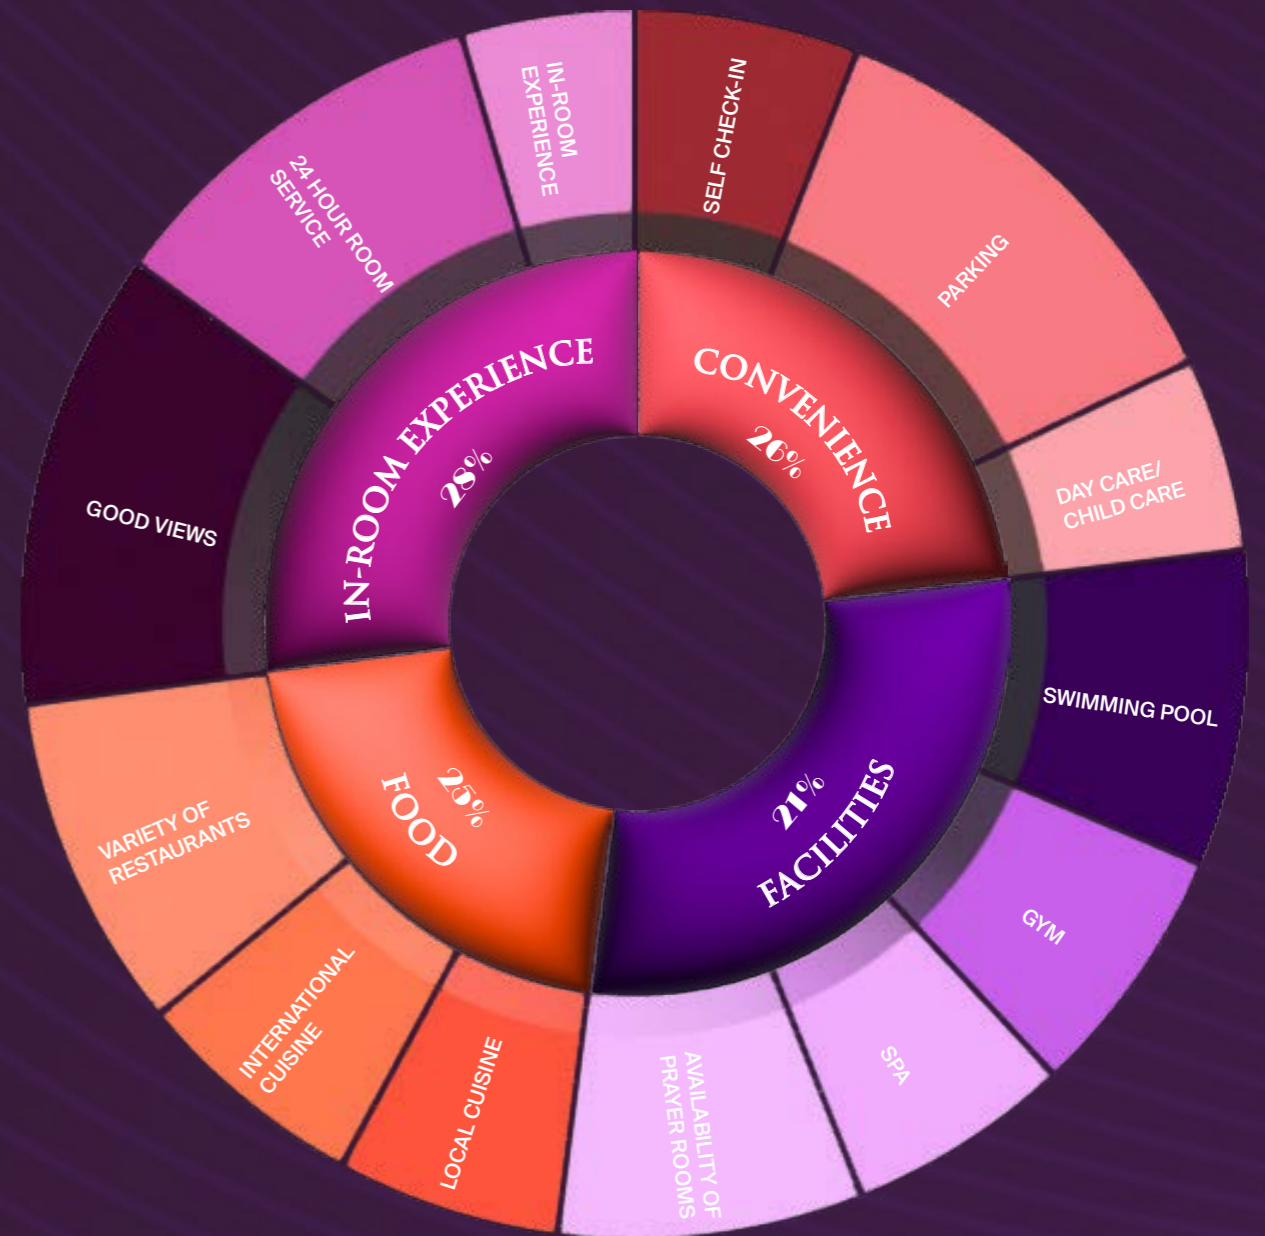 IN-ROOM
EXPERIENCE
SELF CHECK-IN
24 HOUR ROOM
SERVICE
PARKING
IN-ROOM EXPERIENCE
28%
CONVENIENCE
26%
DAY CARE/
CHILD CARE
GOOD VIEWS
SWIMMING POOL
25%
FOOD
21%
FACILITIES
VARIETY OF
RESTAURANTS
GYM
INTERNATIONAL
CUISINE
SPA
LOCAL CUISINE
AVAILABILITY OF
PRAYER ROOMS